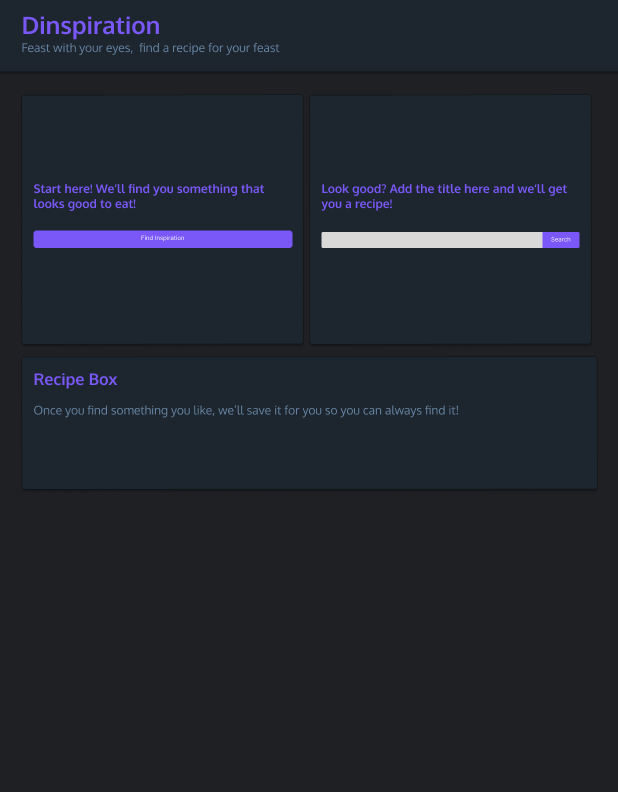 Dinspiration
Feast with your eyes, find a recipe for your feast
Start here! We'll find you something that
looks good to eat!
Find Inspiration
Look good? Add the title here and we'll get
you a recipe!
Search
Recipe Box
Once you find something you like, we'll save it for you so you can always find it!